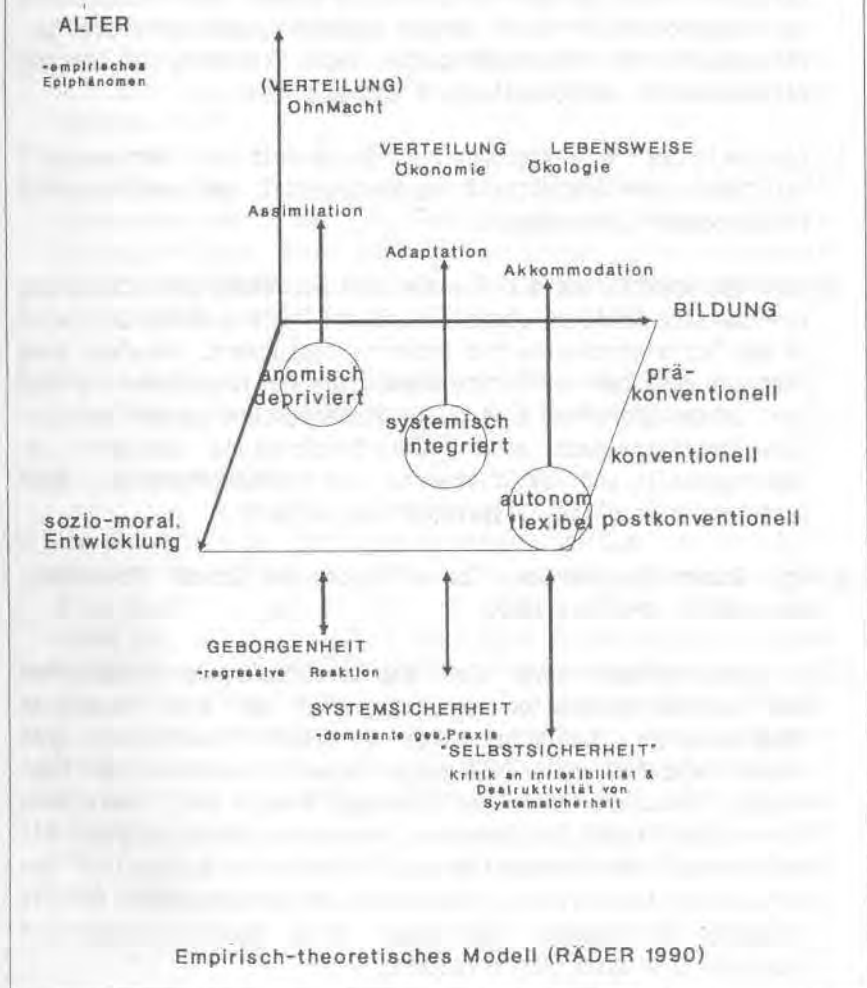 ALTER
-empirisches
Epiphänomen
(VERTEILUNG)
OhnMacht
VERTEILUNG
Ökonomie
LEBENSWEISE
Ökologie
Assimilation
Adaptation
Akkommodation
BILDUNG
anomisch
depriviert
prä-
konventionell
systemisch
integriert
konventionell
autonom
flexibel
postkonventionell
sozio-moral.
Entwicklung
GEBORGENHEIT
-regressive Reaktion
SYSTEMSICHERHEIT
-dominante ges.Praxis
"SELBSTSICHERHEIT"
Kritik an Inflexibilität &
Destruktivität von
Systemsicherheit
Empirisch-theoretisches Modell (RÄDER 1990)